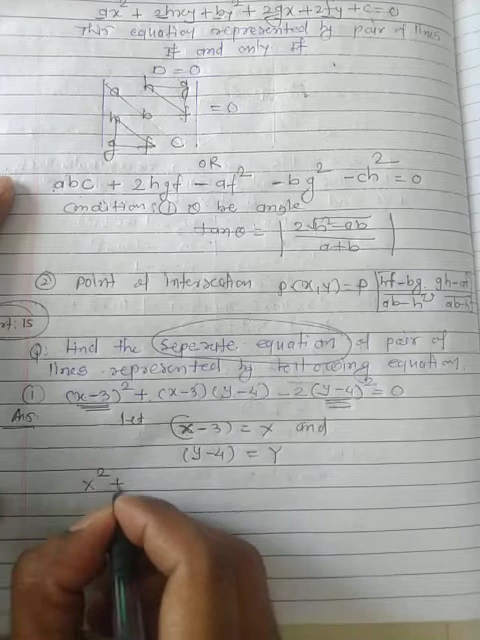 ax² + 2hxy + by² + 2gx + 2fy + c = 0
This equation represented by pair of lines
if and only if
D = 0
| a h g |
| h b f | = 0
| g f c |
OR
abc + 2hgf - af² - bg² - ch² = 0
condition: ① θ be angle
tanθ = | 2√h² - ab / a+b |
② point of Intersection P(x, y) = P [ hf - bg / ab - h² , gh - af / ab-
nt: 15
Q: Find the seperate equation of pair of
lines represented by following equation.
① (x-3)² + (x-3)(y-4) - 2(y-4)² = 0
Ans. let (x-3) = X and
(y-4) = Y
X² +